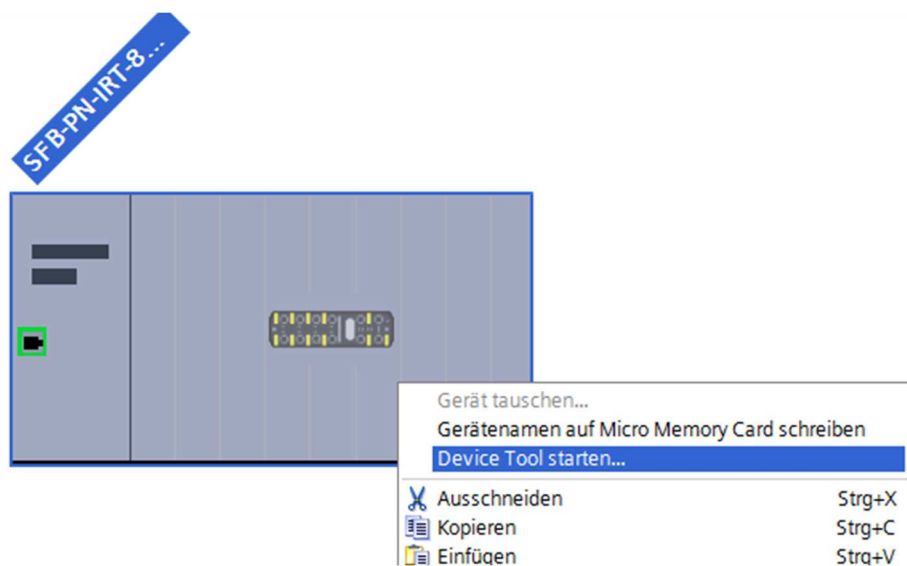 SFB-PN-IRT-8...
Gerät tauschen...
Gerätenamen auf Micro Memory Card schreiben
Device Tool starten...
Ausschneiden Strg+X
Kopieren Strg+C
Einfügen Strg+V